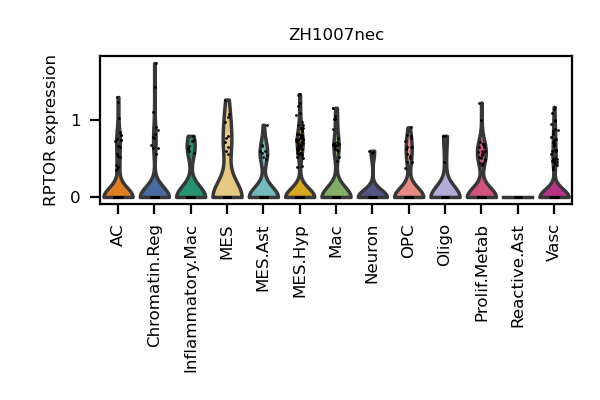 ZH1007nec
RPTOR expression
1
0
AC
Chromatin.Reg
Inflammatory.Mac
MES
MES.Ast
MES.Hyp
Mac
Neuron
OPC
Oligo
Prolif.Metab
Reactive.Ast
Vasc